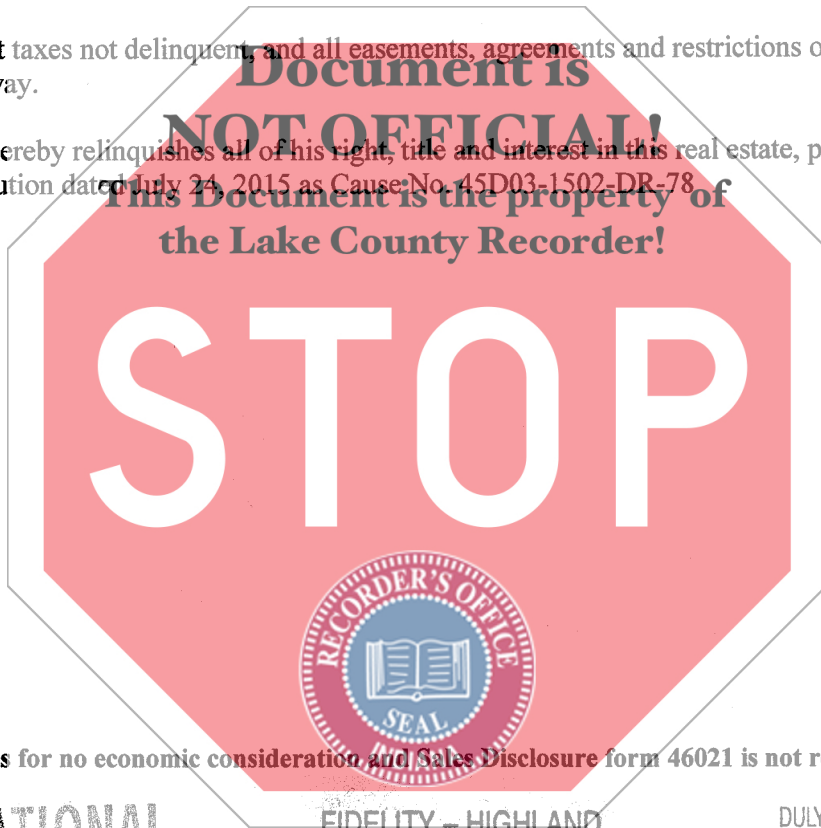 t taxes not delinquent, and all easements, agreements and restrictions o
Document is
ay.
NOT OFFICIAL!
ereby relinquishes all of his right, title and interest in this real estate, p
ution dated July 24, 2015 as Cause No. 45D03-1502-DR-78
This Document is the property of
the Lake County Recorder!
STOP
RECORDER'S OFFICE
SEAL
INDIANA
s for no economic consideration and Sales Disclosure form 46021 is not r
ATIONAL
FIDELITY – HIGHLAND
DULY